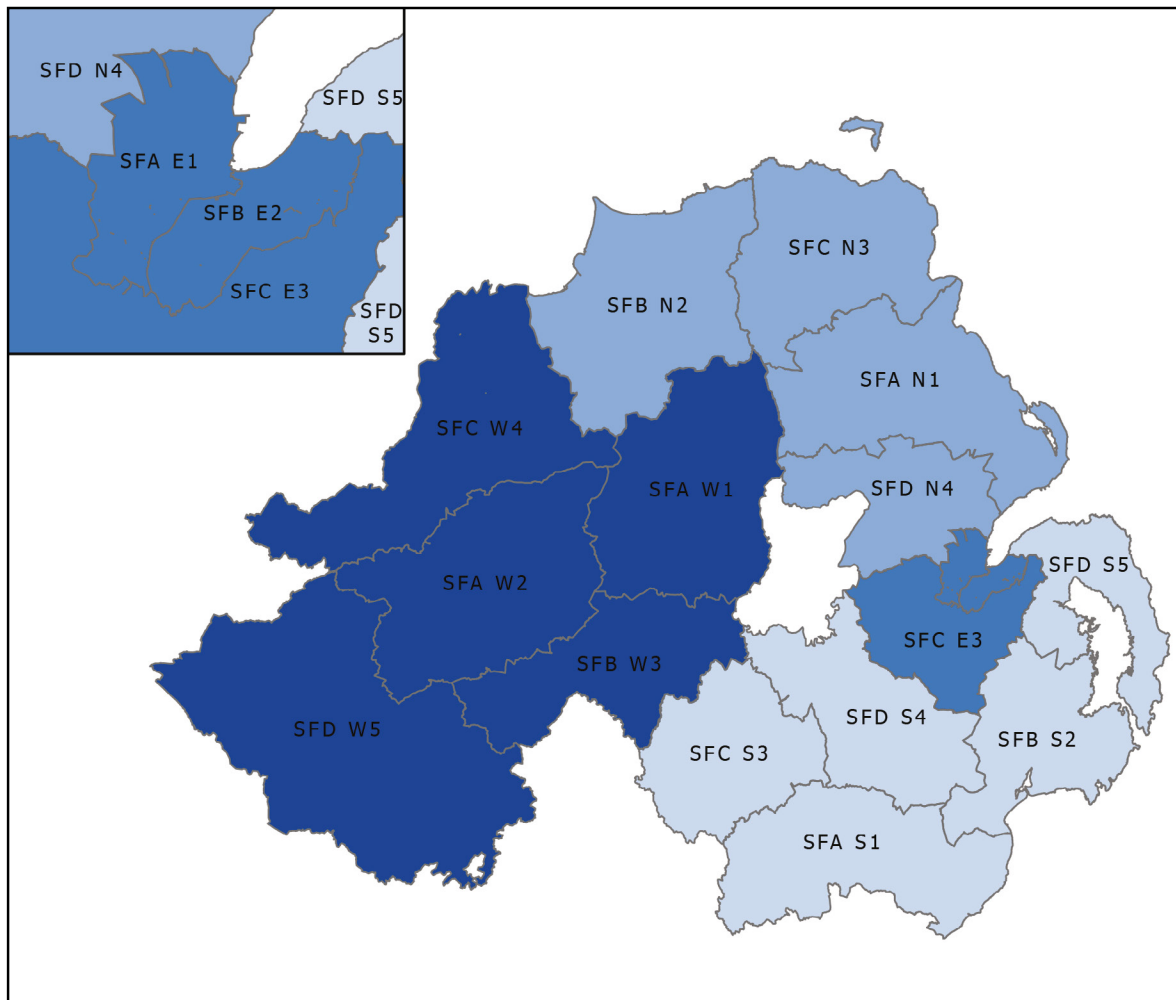 SFD N4
SFD S5
SFA E1
SFB E2
SFC E3
SFD
S5
SFC N3
SFB N2
SFA N1
SFC W4
SFA W1
SFD N4
SFD S5
SFA W2
SFC E3
SFB W3
SFD S4
SFD W5
SFB S2
SFC S3
SFA S1